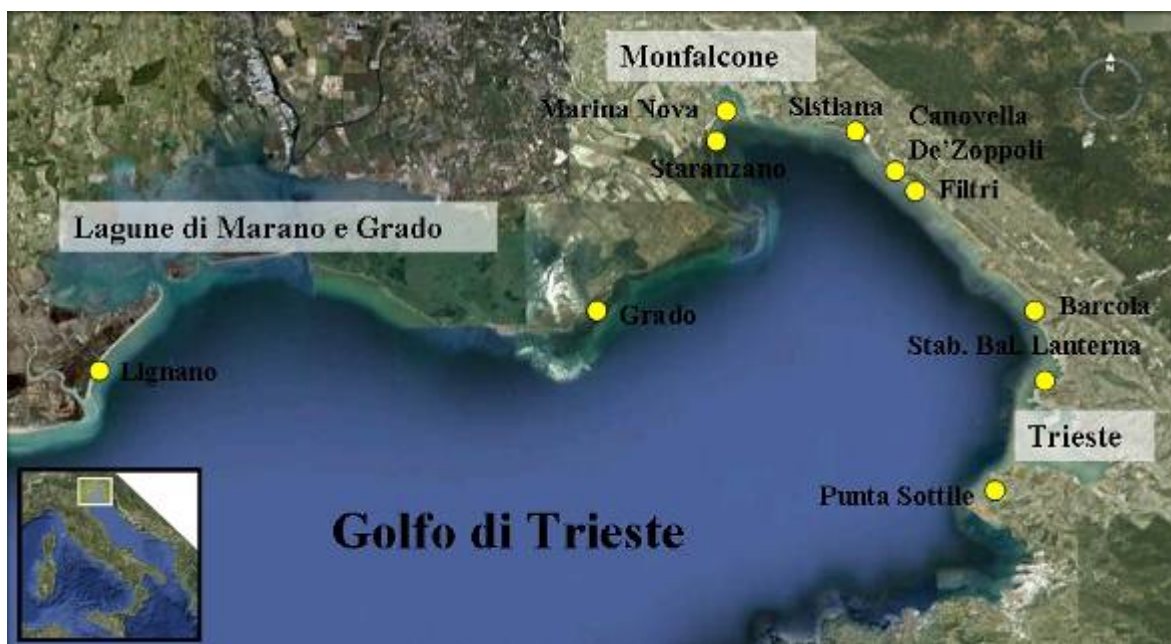 Monfalcone
N
Marina Nova
Sistiana
Canovella
De'Zoppoli
Staranzano
Filtri
Lagune di Marano e Grado
Grado
Barcola
Stab. Bal. Lanterna
Lignano
Trieste
Punta Sottile
Golfo di Trieste